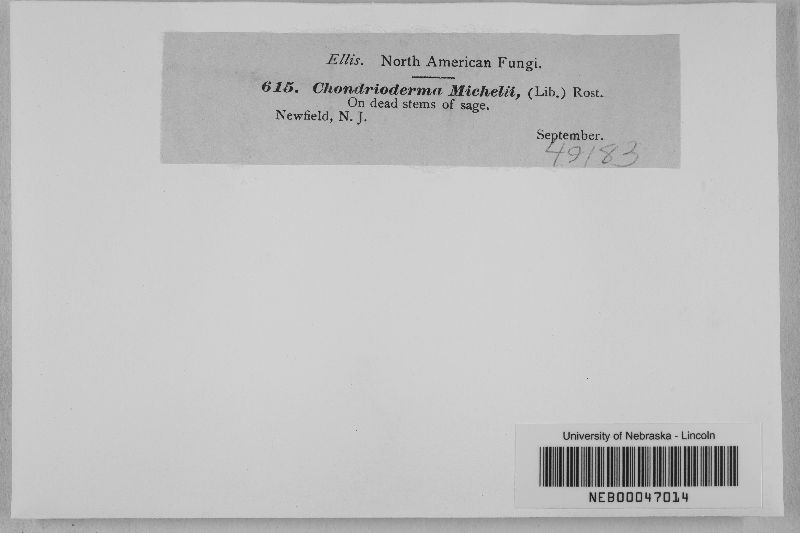 Ellis. North American Fungi.
615. Chondrioderma Michelii, (Lib.) Rost.
On dead stems of sage.
Newfield, N. J.
September.
49183
University of Nebraska - Lincoln
NEB00047014